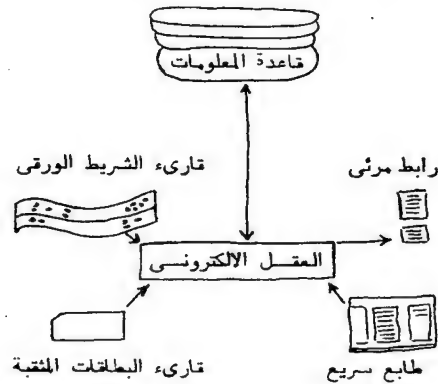 قاعدة المعلومات
قارىء الشريط الورقى
رابط مرئى
العقل الالكترونى
قارىء البطاقات المثقبة
طابع سريع